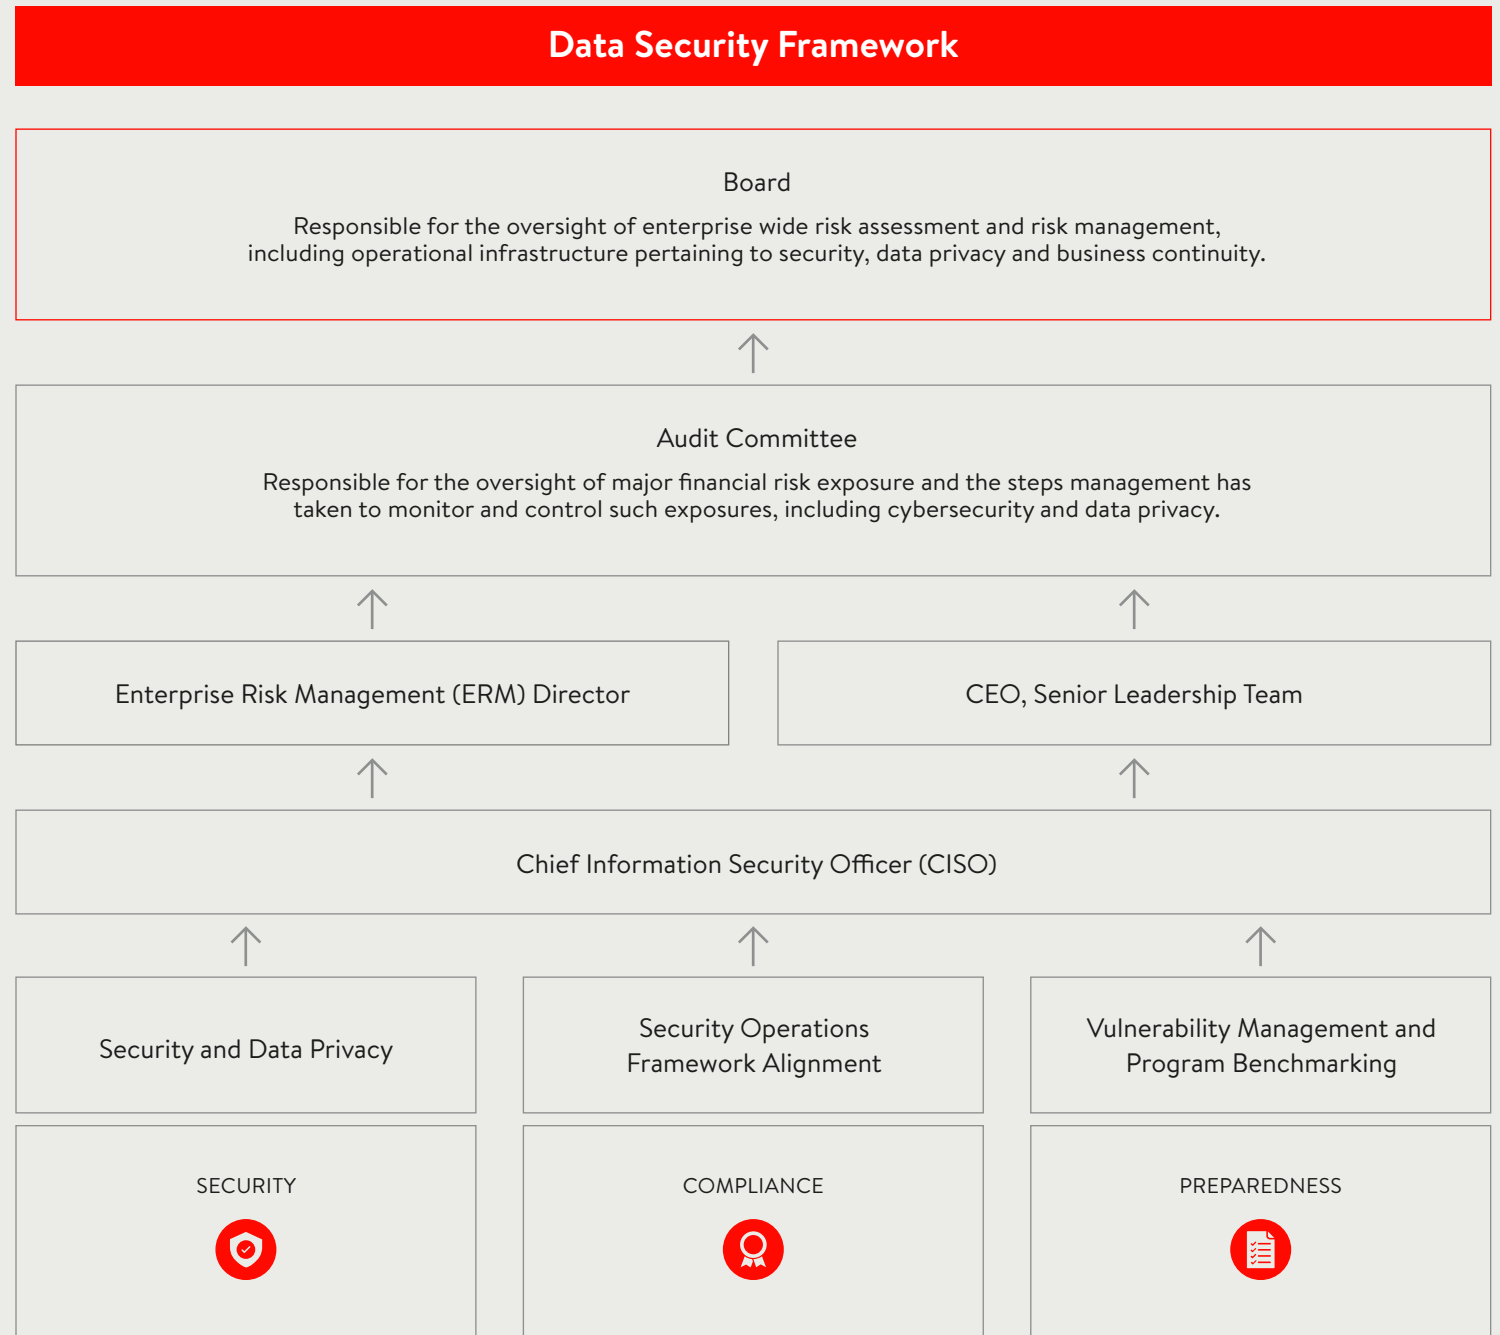 Data Security Framework
Board
Responsible for the oversight of enterprise wide risk assessment and risk management,
including operational infrastructure pertaining to security, data privacy and business continuity.
Audit Committee
Responsible for the oversight of major financial risk exposure and the steps management has
taken to monitor and control such exposures, including cybersecurity and data privacy.
Enterprise Risk Management (ERM) Director
CEO, Senior Leadership Team
Chief Information Security Officer (CISO)
Security and Data Privacy
Security Operations
Framework Alignment
Vulnerability Management and
Program Benchmarking
SECURITY
COMPLIANCE
PREPAREDNESS